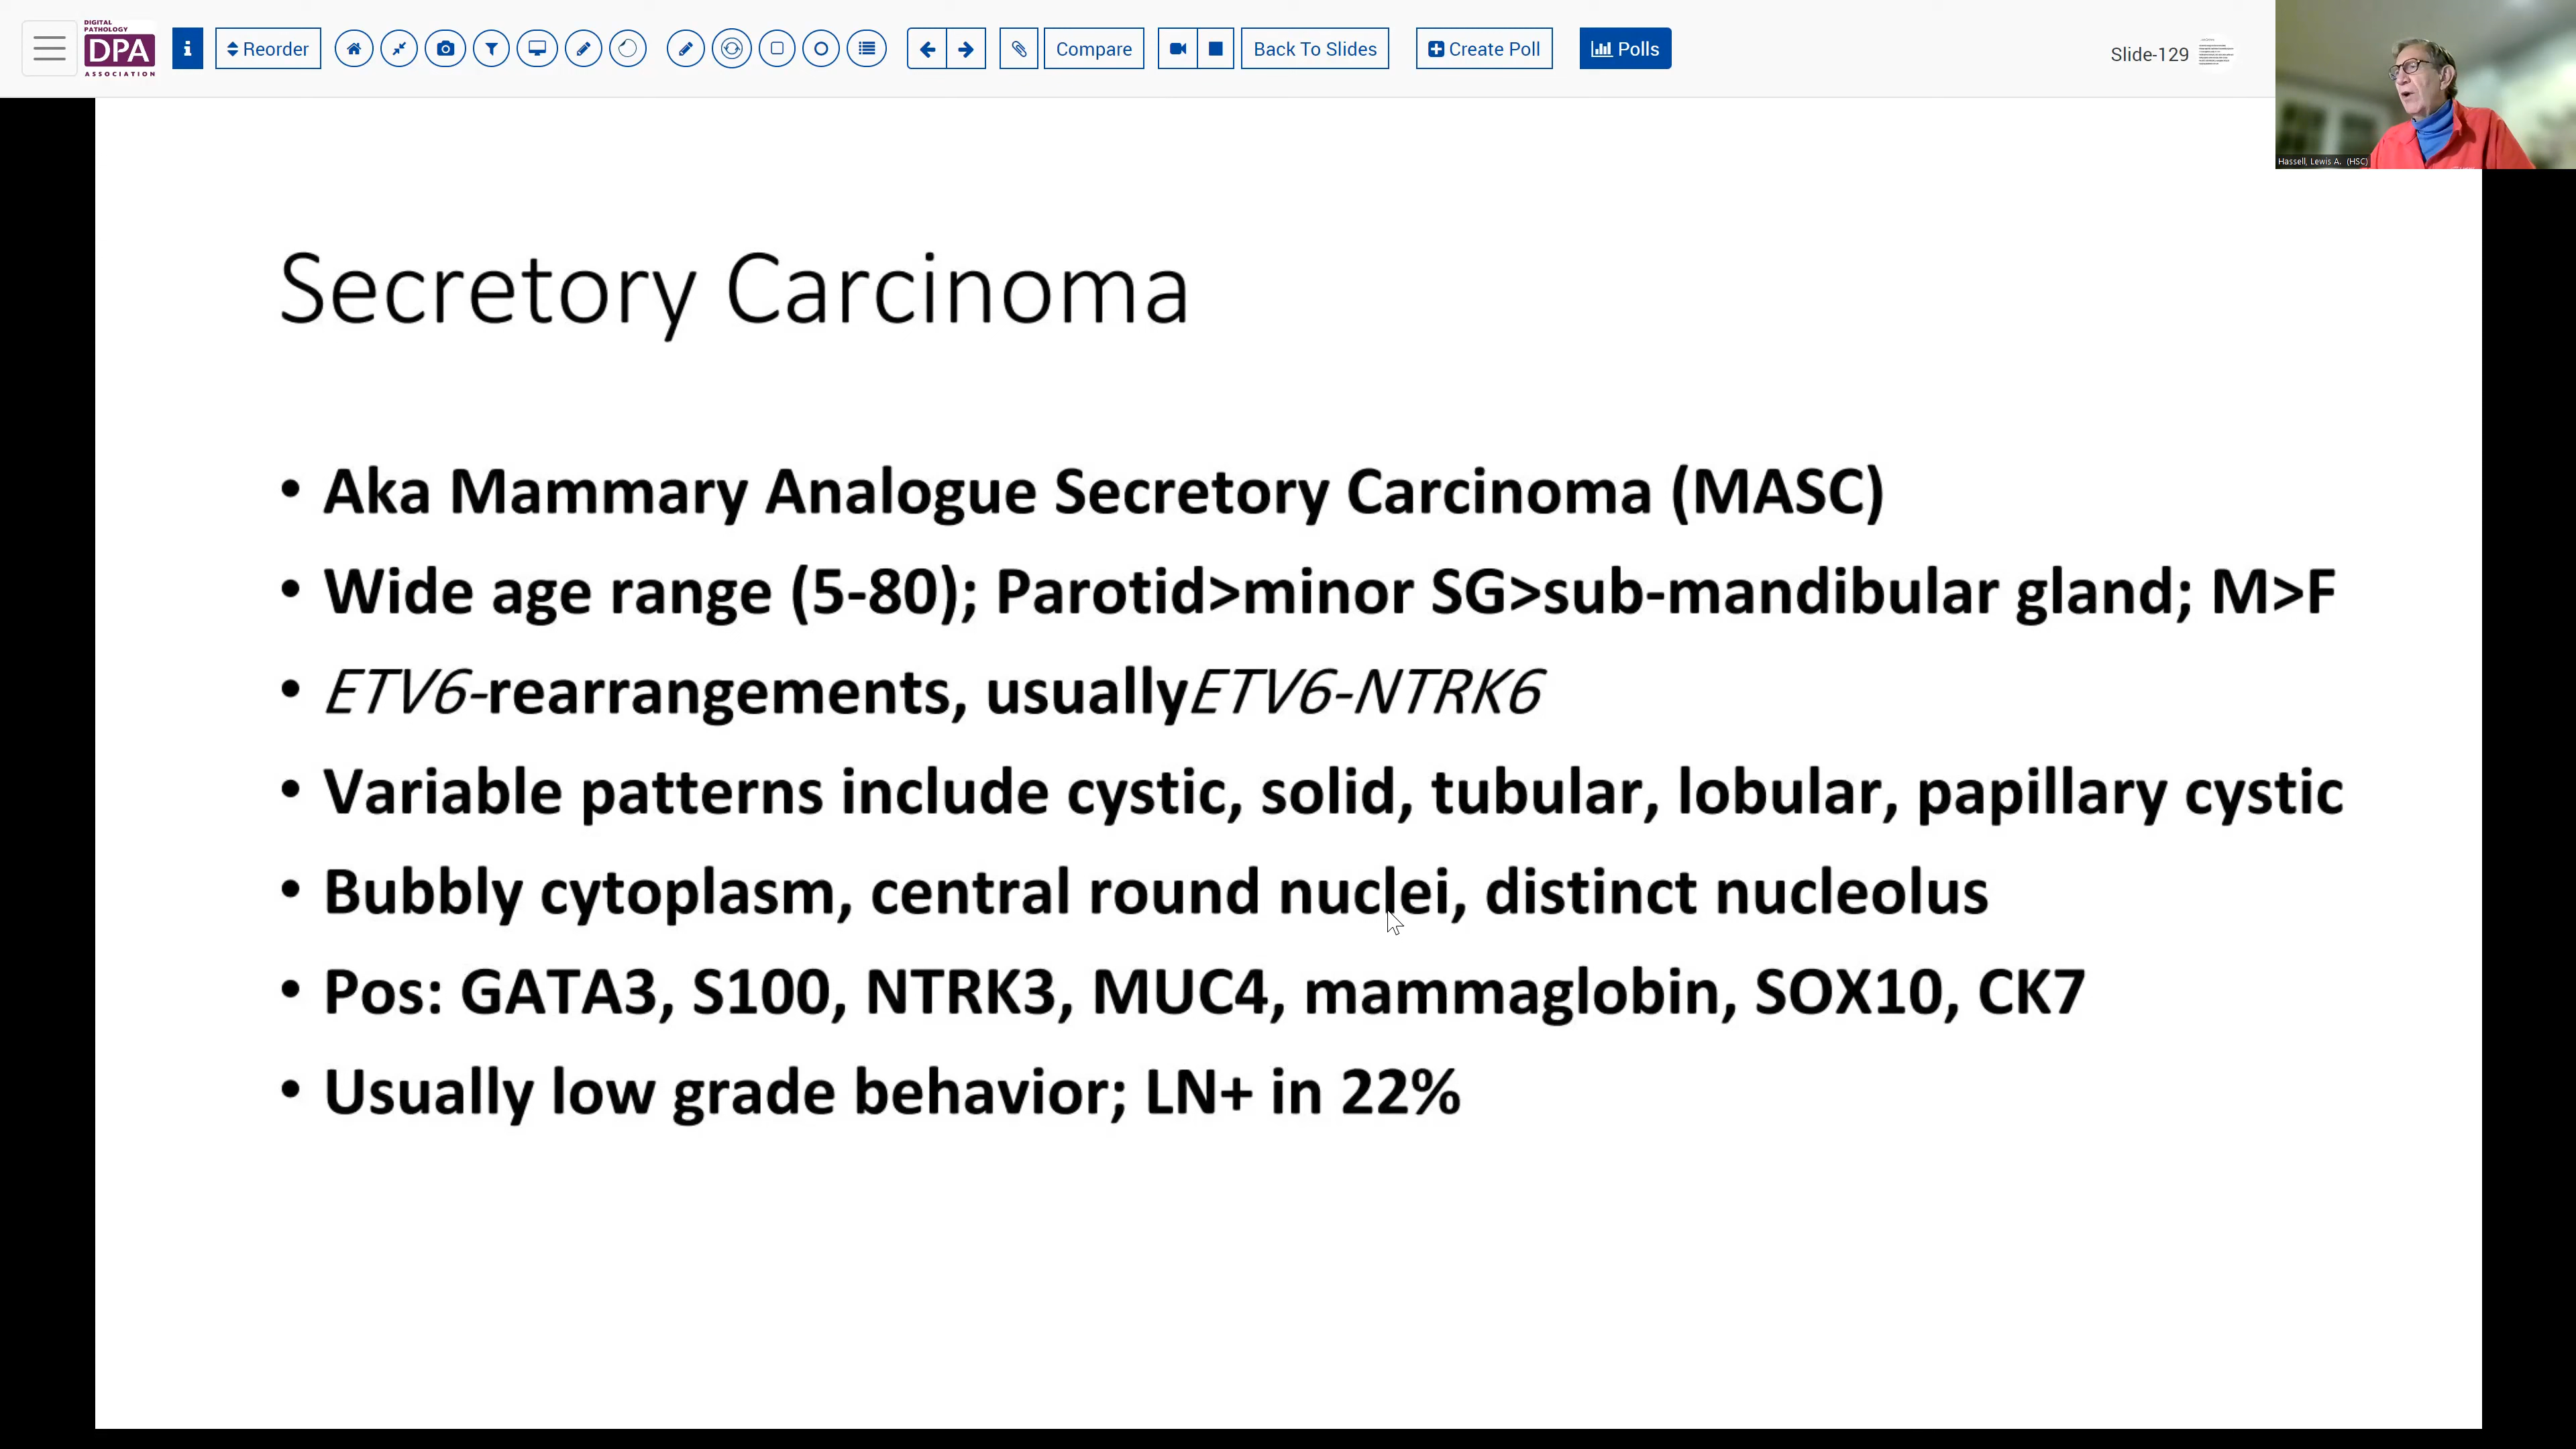 DIGITAL
PATHOLOGY
DPA
ASSOCIATION
i
Reorder
Compare
Back To Slides
Create Poll
Polls
Slide-129
Hassell, Lewis A. (HSC)
Secretory Carcinoma
• Aka Mammary Analogue Secretory Carcinoma (MASC)
• Wide age range (5-80); Parotid>minor SG>sub-mandibular gland; M>F
• ETV6-rearrangements, usuallyETV6-NTRK6
• Variable patterns include cystic, solid, tubular, lobular, papillary cystic
• Bubbly cytoplasm, central round nuclei, distinct nucleolus
• Pos: GATA3, S100, NTRK3, MUC4, mammaglobin, SOX10, CK7
• Usually low grade behavior; LN+ in 22%